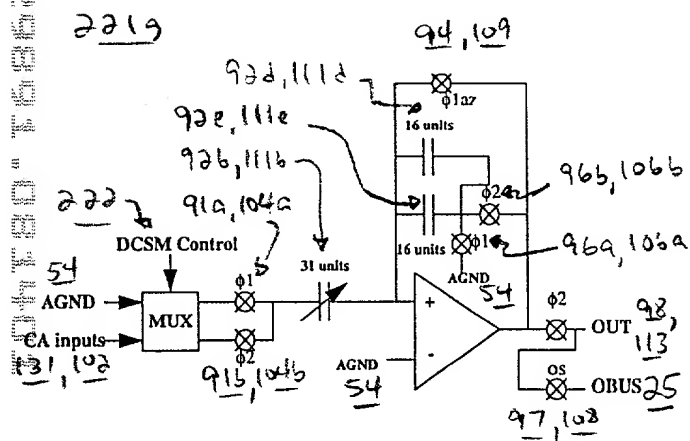 221g
94, 109
92d, 111d
φ1az
16 units
92e, 111e
92b, 111b
96b, 106b
φ2
222
91a, 104a
DCSM Control
16 units
φ1
96a, 106a
54
φ1
31 units
AGND
54
AGND
MUX
+
φ2
OUT 98, 113
CA inputs
φ2
AGND
-
131, 102
91b, 104b
54
OS
OBUS 25
97, 108